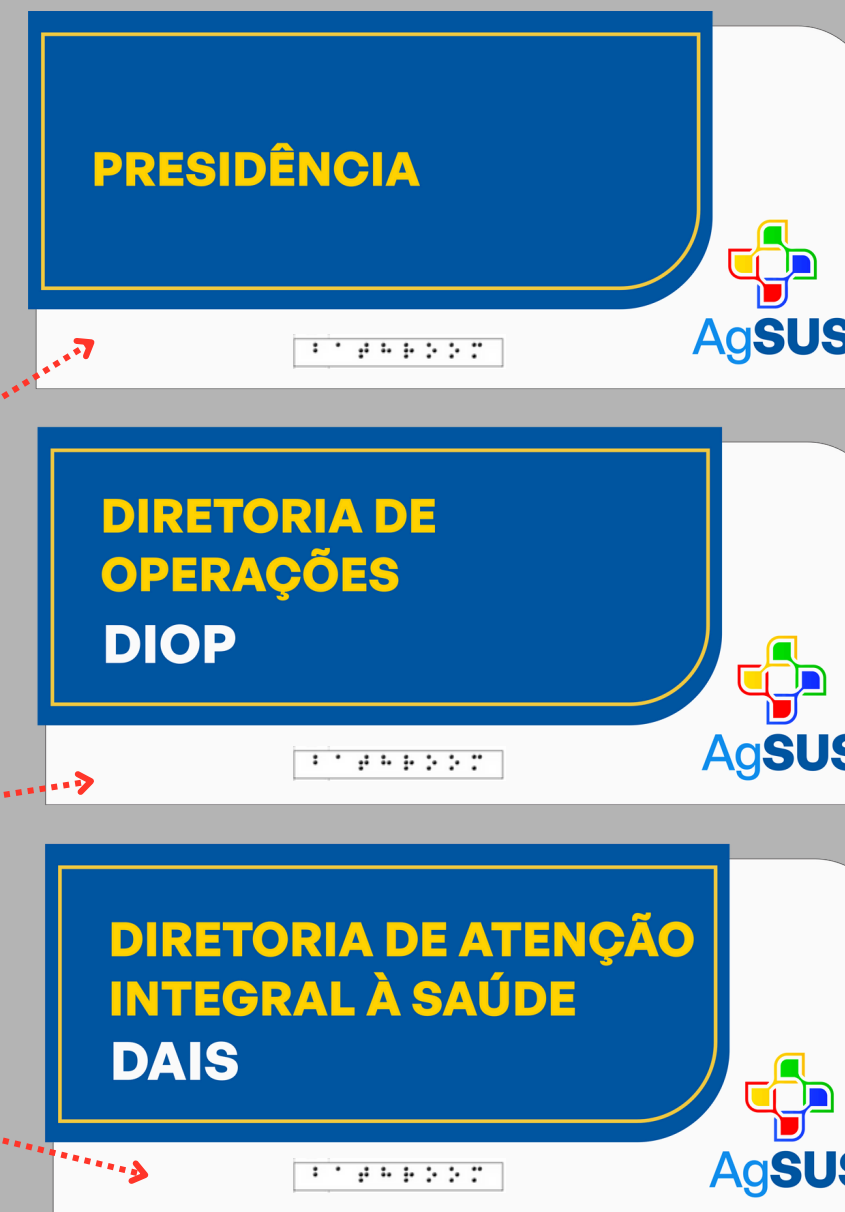 PRESIDÊNCIA
AgSUS
DIRETORIA DE
OPERAÇÕES
DIOP
AgSUS
DIRETORIA DE ATENÇÃO
INTEGRAL À SAÚDE
DAIS
AgSUS